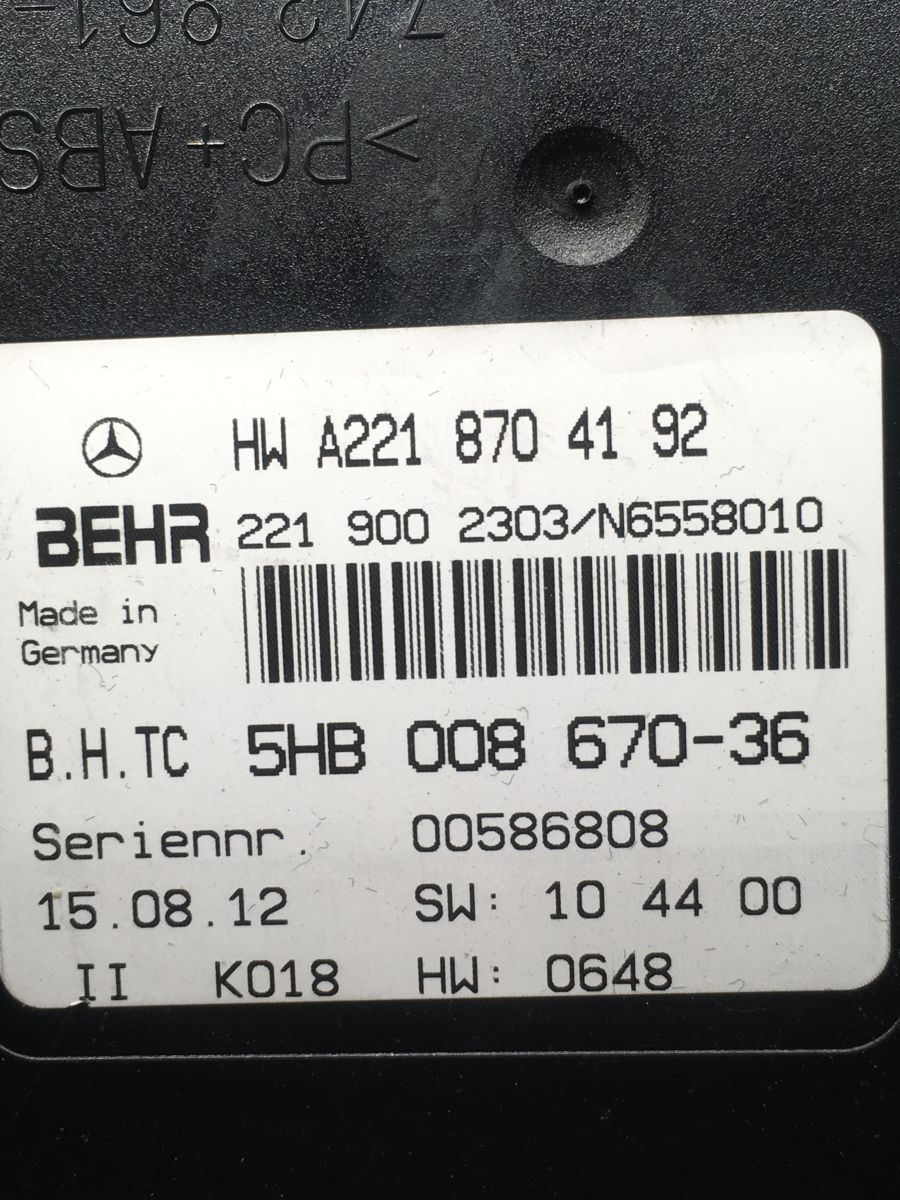 >PC+ABS
HW A221 870 41 92
BEHR 221 900 2303/N6558010
Made in
Germany
B.H.TC 5HB 008 670-36
Seriennr. 00586808
15.08.12 SW: 10 44 00
II K018 HW: 0648